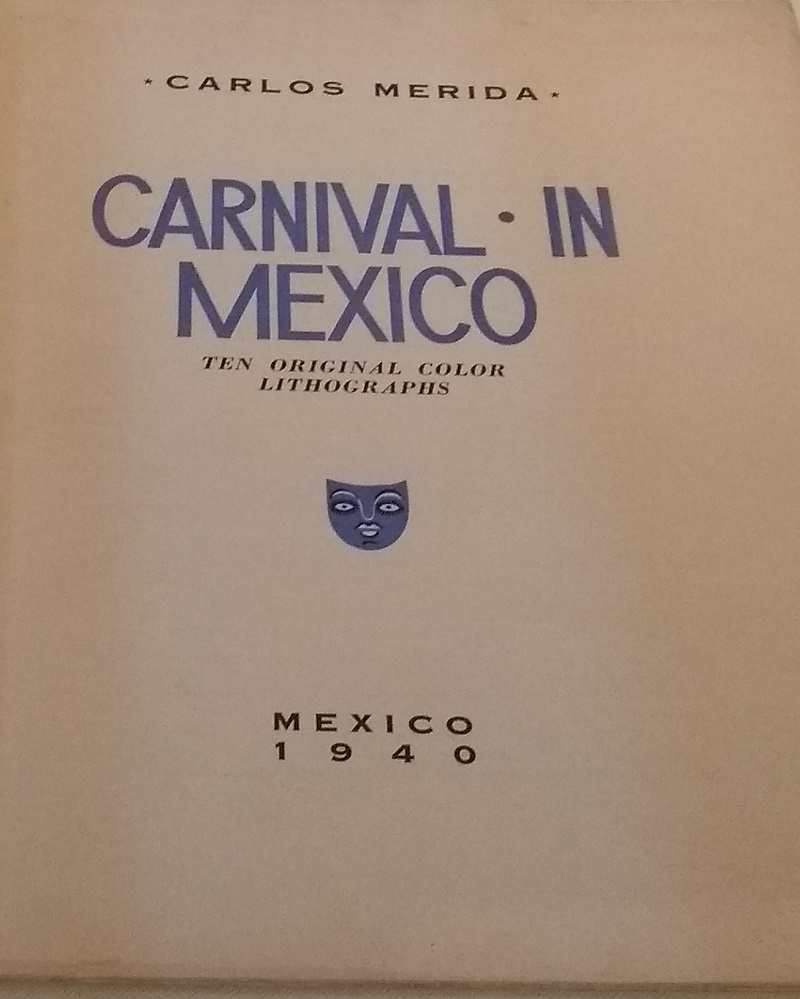 * CARLOS MERIDA *
CARNIVAL • IN
MEXICO
TEN ORIGINAL COLOR
LITHOGRAPHS
MEXICO
1940